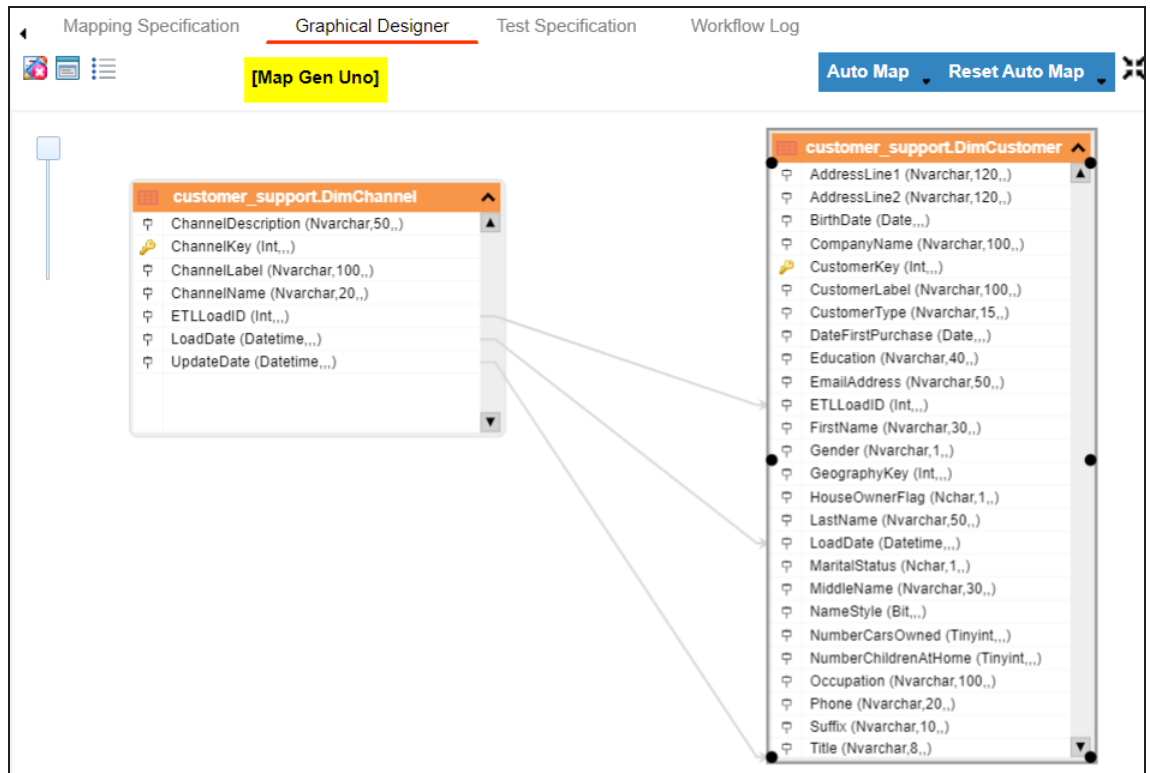 Mapping Specification Graphical Designer Test Specification Workflow Log
[Map Gen Uno]
Auto Map Reset Auto Map
customer_support.DimChannel
ChannelDescription (Nvarchar,50,,)
ChannelKey (Int,,,)
ChannelLabel (Nvarchar,100,,)
ChannelName (Nvarchar,20,,)
ETLLoadID (Int,,,)
LoadDate (Datetime,,,)
UpdateDate (Datetime,,,)
customer_support.DimCustomer
AddressLine1 (Nvarchar,120,,)
AddressLine2 (Nvarchar,120,,)
BirthDate (Date,,,)
CompanyName (Nvarchar,100,,)
CustomerKey (Int,,,)
CustomerLabel (Nvarchar,100,,)
CustomerType (Nvarchar,15,,)
DateFirstPurchase (Date,,,)
Education (Nvarchar,40,,)
EmailAddress (Nvarchar,50,,)
ETLLoadID (Int,,,)
FirstName (Nvarchar,30,,)
Gender (Nvarchar,1,,)
GeographyKey (Int,,,)
HouseOwnerFlag (Nchar,1,,)
LastName (Nvarchar,50,,)
LoadDate (Datetime,,,)
MaritalStatus (Nchar,1,,)
MiddleName (Nvarchar,30,,)
NameStyle (Bit,,,)
NumberCarsOwned (Tinyint,,,)
NumberChildrenAtHome (Tinyint,,,)
Occupation (Nvarchar,100,,)
Phone (Nvarchar,20,,)
Suffix (Nvarchar,10,,)
Title (Nvarchar,8,,)